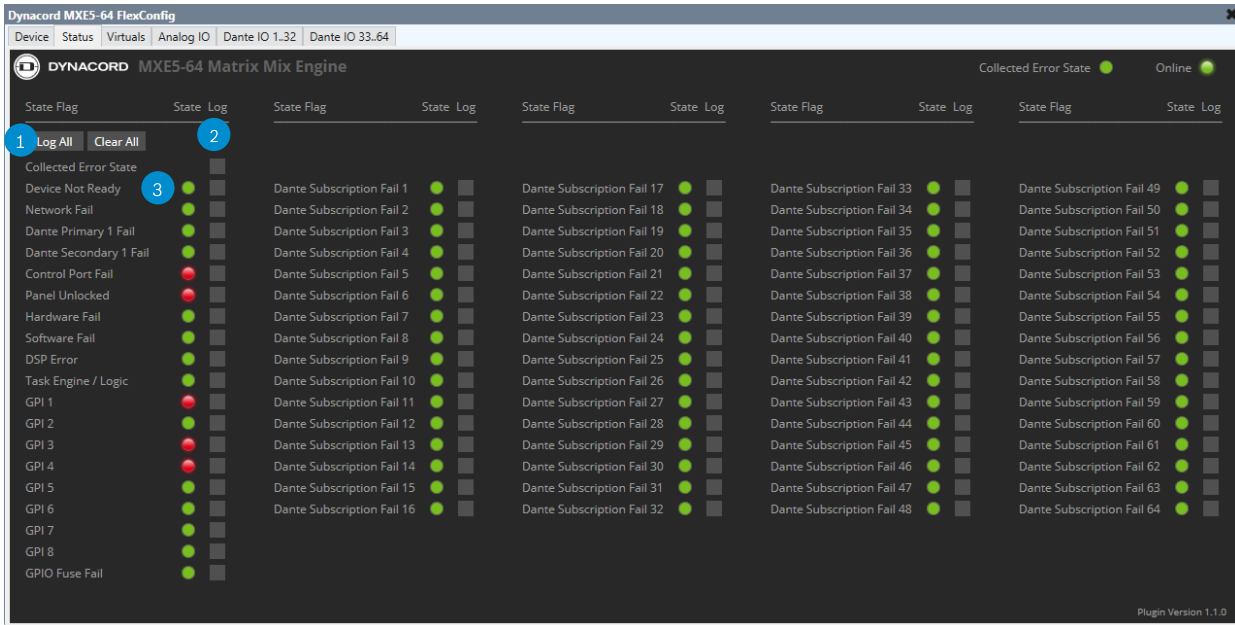 Dynacord MXE5-64 FlexConfig
Device Status Virtuals Analog IO Dante IO 1..32 Dante IO 33..64
DYNACORD MXE5-64 Matrix Mix Engine Collected Error State Online
State Flag State Log State Flag State Log State Flag State Log State Flag State Log State Flag State Log
1 Log All Clear All 2
Collected Error State
Device Not Ready 3 Dante Subscription Fail 1 Dante Subscription Fail 17 Dante Subscription Fail 33 Dante Subscription Fail 49
Network Fail Dante Subscription Fail 2 Dante Subscription Fail 18 Dante Subscription Fail 34 Dante Subscription Fail 50
Dante Primary 1 Fail Dante Subscription Fail 3 Dante Subscription Fail 19 Dante Subscription Fail 35 Dante Subscription Fail 51
Dante Secondary 1 Fail Dante Subscription Fail 4 Dante Subscription Fail 20 Dante Subscription Fail 36 Dante Subscription Fail 52
Control Port Fail Dante Subscription Fail 5 Dante Subscription Fail 21 Dante Subscription Fail 37 Dante Subscription Fail 53
Panel Unlocked Dante Subscription Fail 6 Dante Subscription Fail 22 Dante Subscription Fail 38 Dante Subscription Fail 54
Hardware Fail Dante Subscription Fail 7 Dante Subscription Fail 23 Dante Subscription Fail 39 Dante Subscription Fail 55
Software Fail Dante Subscription Fail 8 Dante Subscription Fail 24 Dante Subscription Fail 40 Dante Subscription Fail 56
DSP Error Dante Subscription Fail 9 Dante Subscription Fail 25 Dante Subscription Fail 41 Dante Subscription Fail 57
Task Engine / Logic Dante Subscription Fail 10 Dante Subscription Fail 26 Dante Subscription Fail 42 Dante Subscription Fail 58
GPI 1 Dante Subscription Fail 11 Dante Subscription Fail 27 Dante Subscription Fail 43 Dante Subscription Fail 59
GPI 2 Dante Subscription Fail 12 Dante Subscription Fail 28 Dante Subscription Fail 44 Dante Subscription Fail 60
GPI 3 Dante Subscription Fail 13 Dante Subscription Fail 29 Dante Subscription Fail 45 Dante Subscription Fail 61
GPI 4 Dante Subscription Fail 14 Dante Subscription Fail 30 Dante Subscription Fail 46 Dante Subscription Fail 62
GPI 5 Dante Subscription Fail 15 Dante Subscription Fail 31 Dante Subscription Fail 47 Dante Subscription Fail 63
GPI 6 Dante Subscription Fail 16 Dante Subscription Fail 32 Dante Subscription Fail 48 Dante Subscription Fail 64
GPI 7
GPI 8
GPIO Fuse Fail
Plugin Version 1.1.0